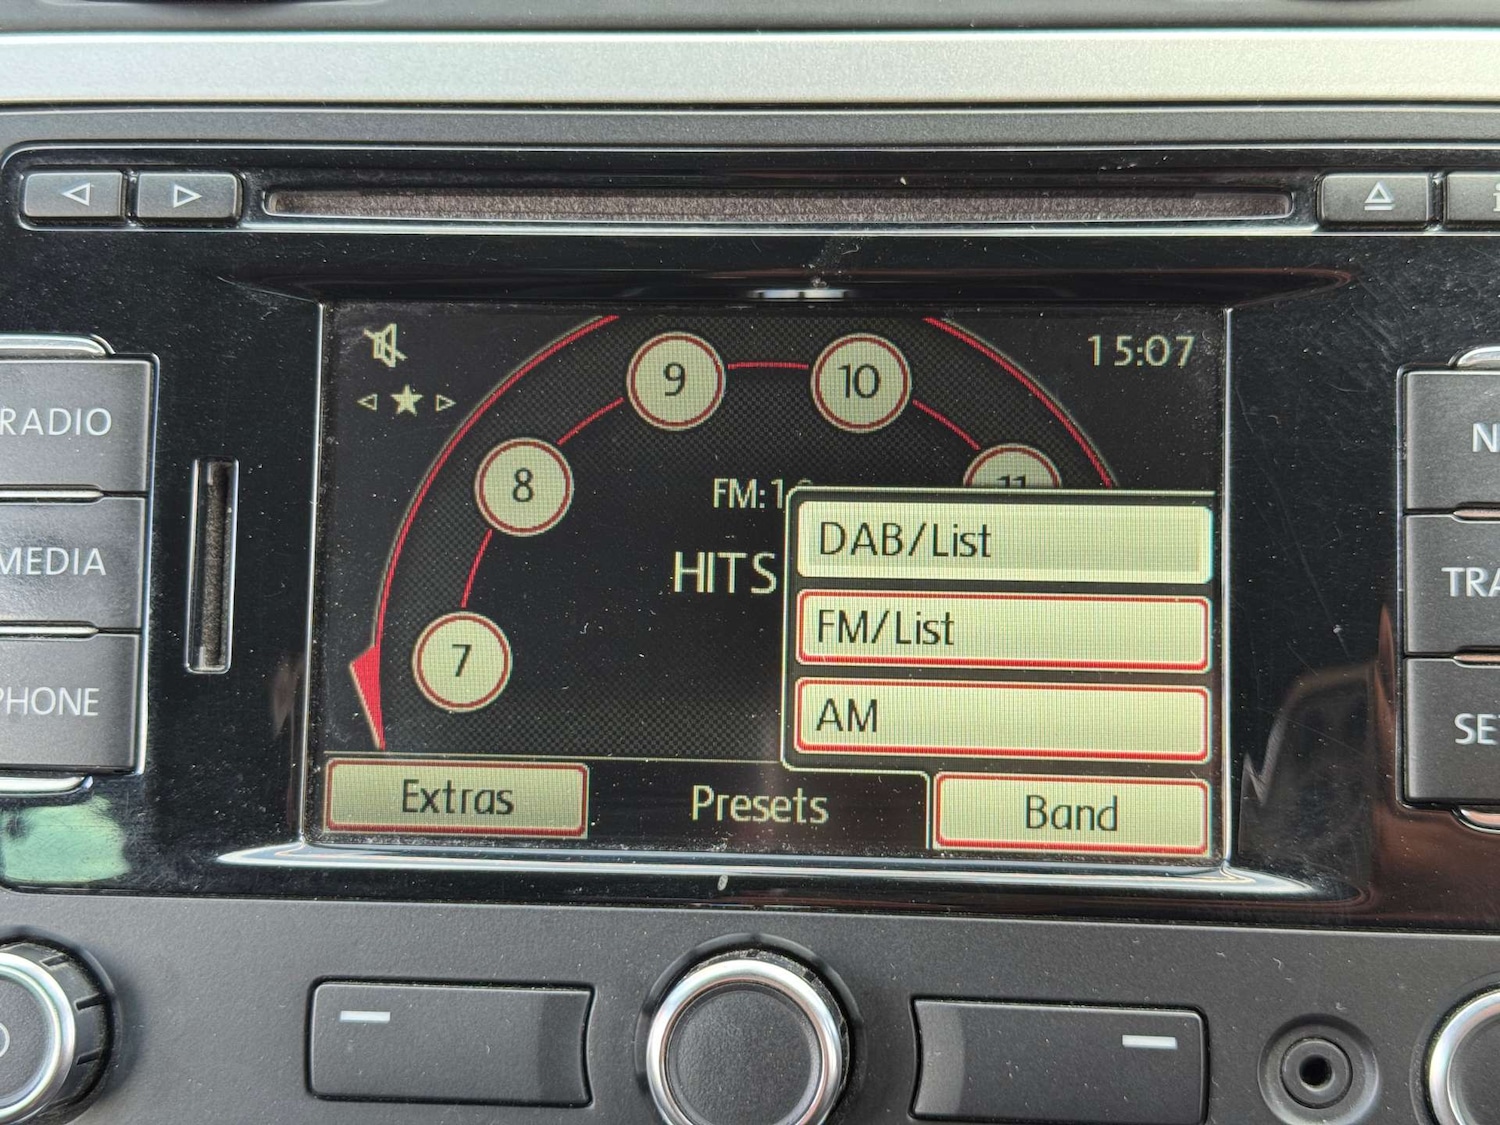 15:07
9
10
8
11
7
FM:1
HITS
DAB/List
FM/List
AM
Extras
Presets
Band
RADIO
MEDIA
PHONE